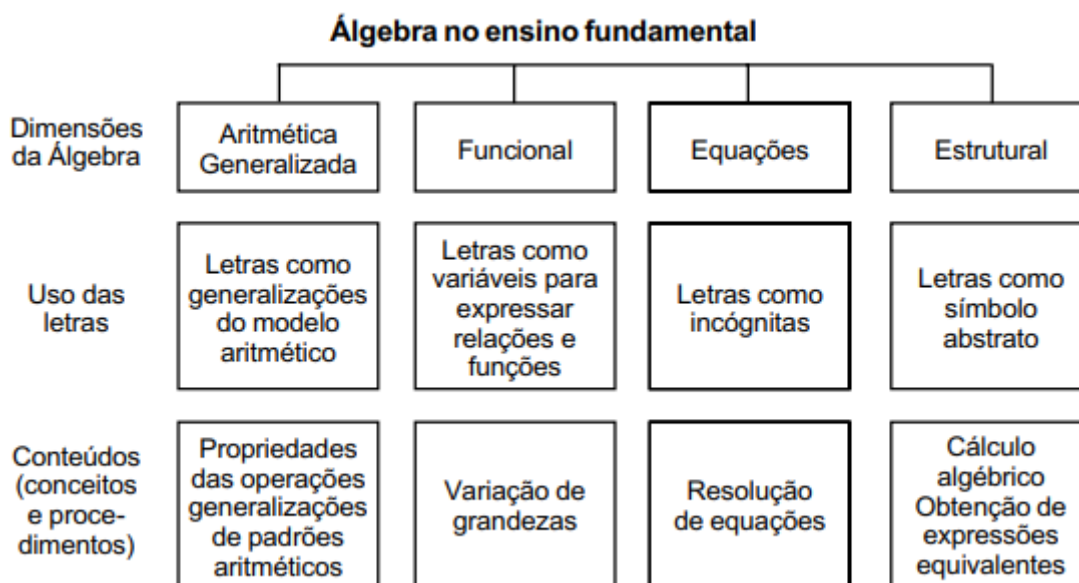 Álgebra no ensino fundamental
Dimensões
da Álgebra
Aritmética
Generalizada
Funcional
Equações
Estrutural
Uso das
letras
Letras como
generalizações
do modelo
aritmético
Letras como
variáveis para
expressar
relações e
funções
Letras como
incógnitas
Letras como
símbolo
abstrato
Conteúdos
(conceitos
e proce-
dimentos)
Propriedades
das operações
generalizações
de padrões
aritméticos
Variação de
grandezas
Resolução
de equações
Cálculo
algébrico
Obtenção de
expressões
equivalentes